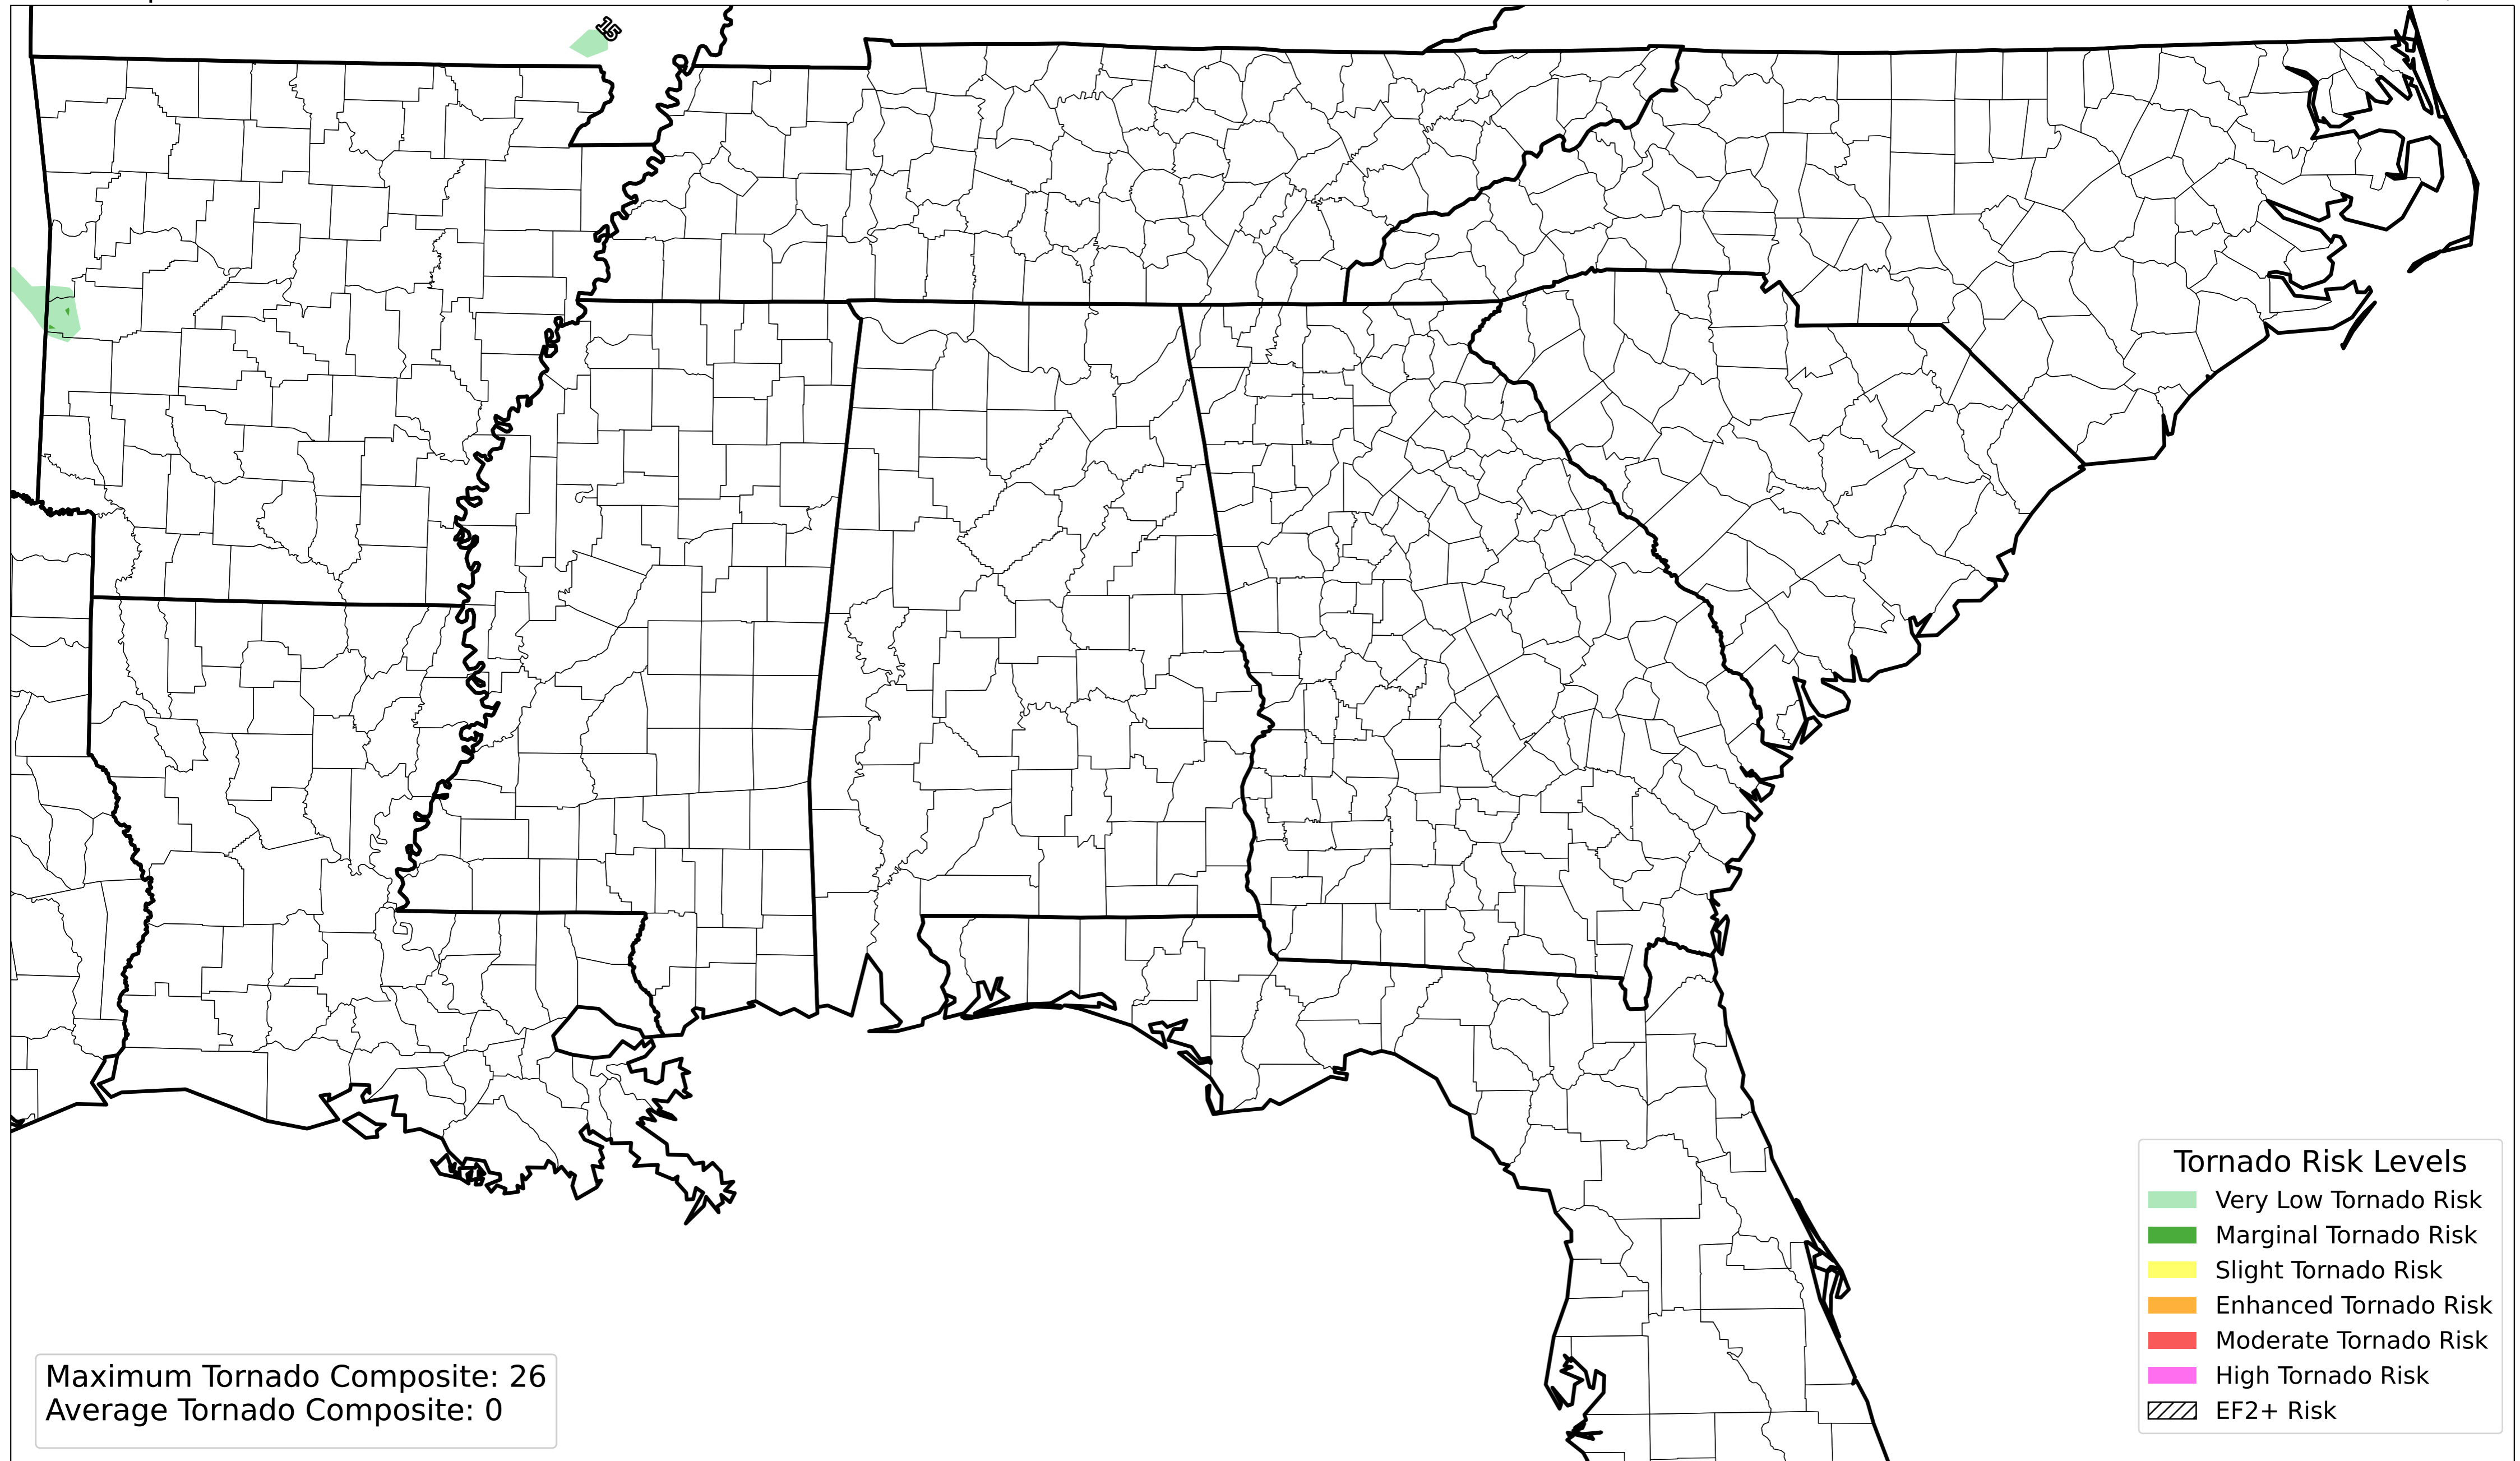 15
Tornado Risk Levels
Very Low Tornado Risk
Marginal Tornado Risk
Slight Tornado Risk
Enhanced Tornado Risk
Moderate Tornado Risk
High Tornado Risk
EF2+ Risk
Maximum Tornado Composite: 26
Average Tornado Composite: 0